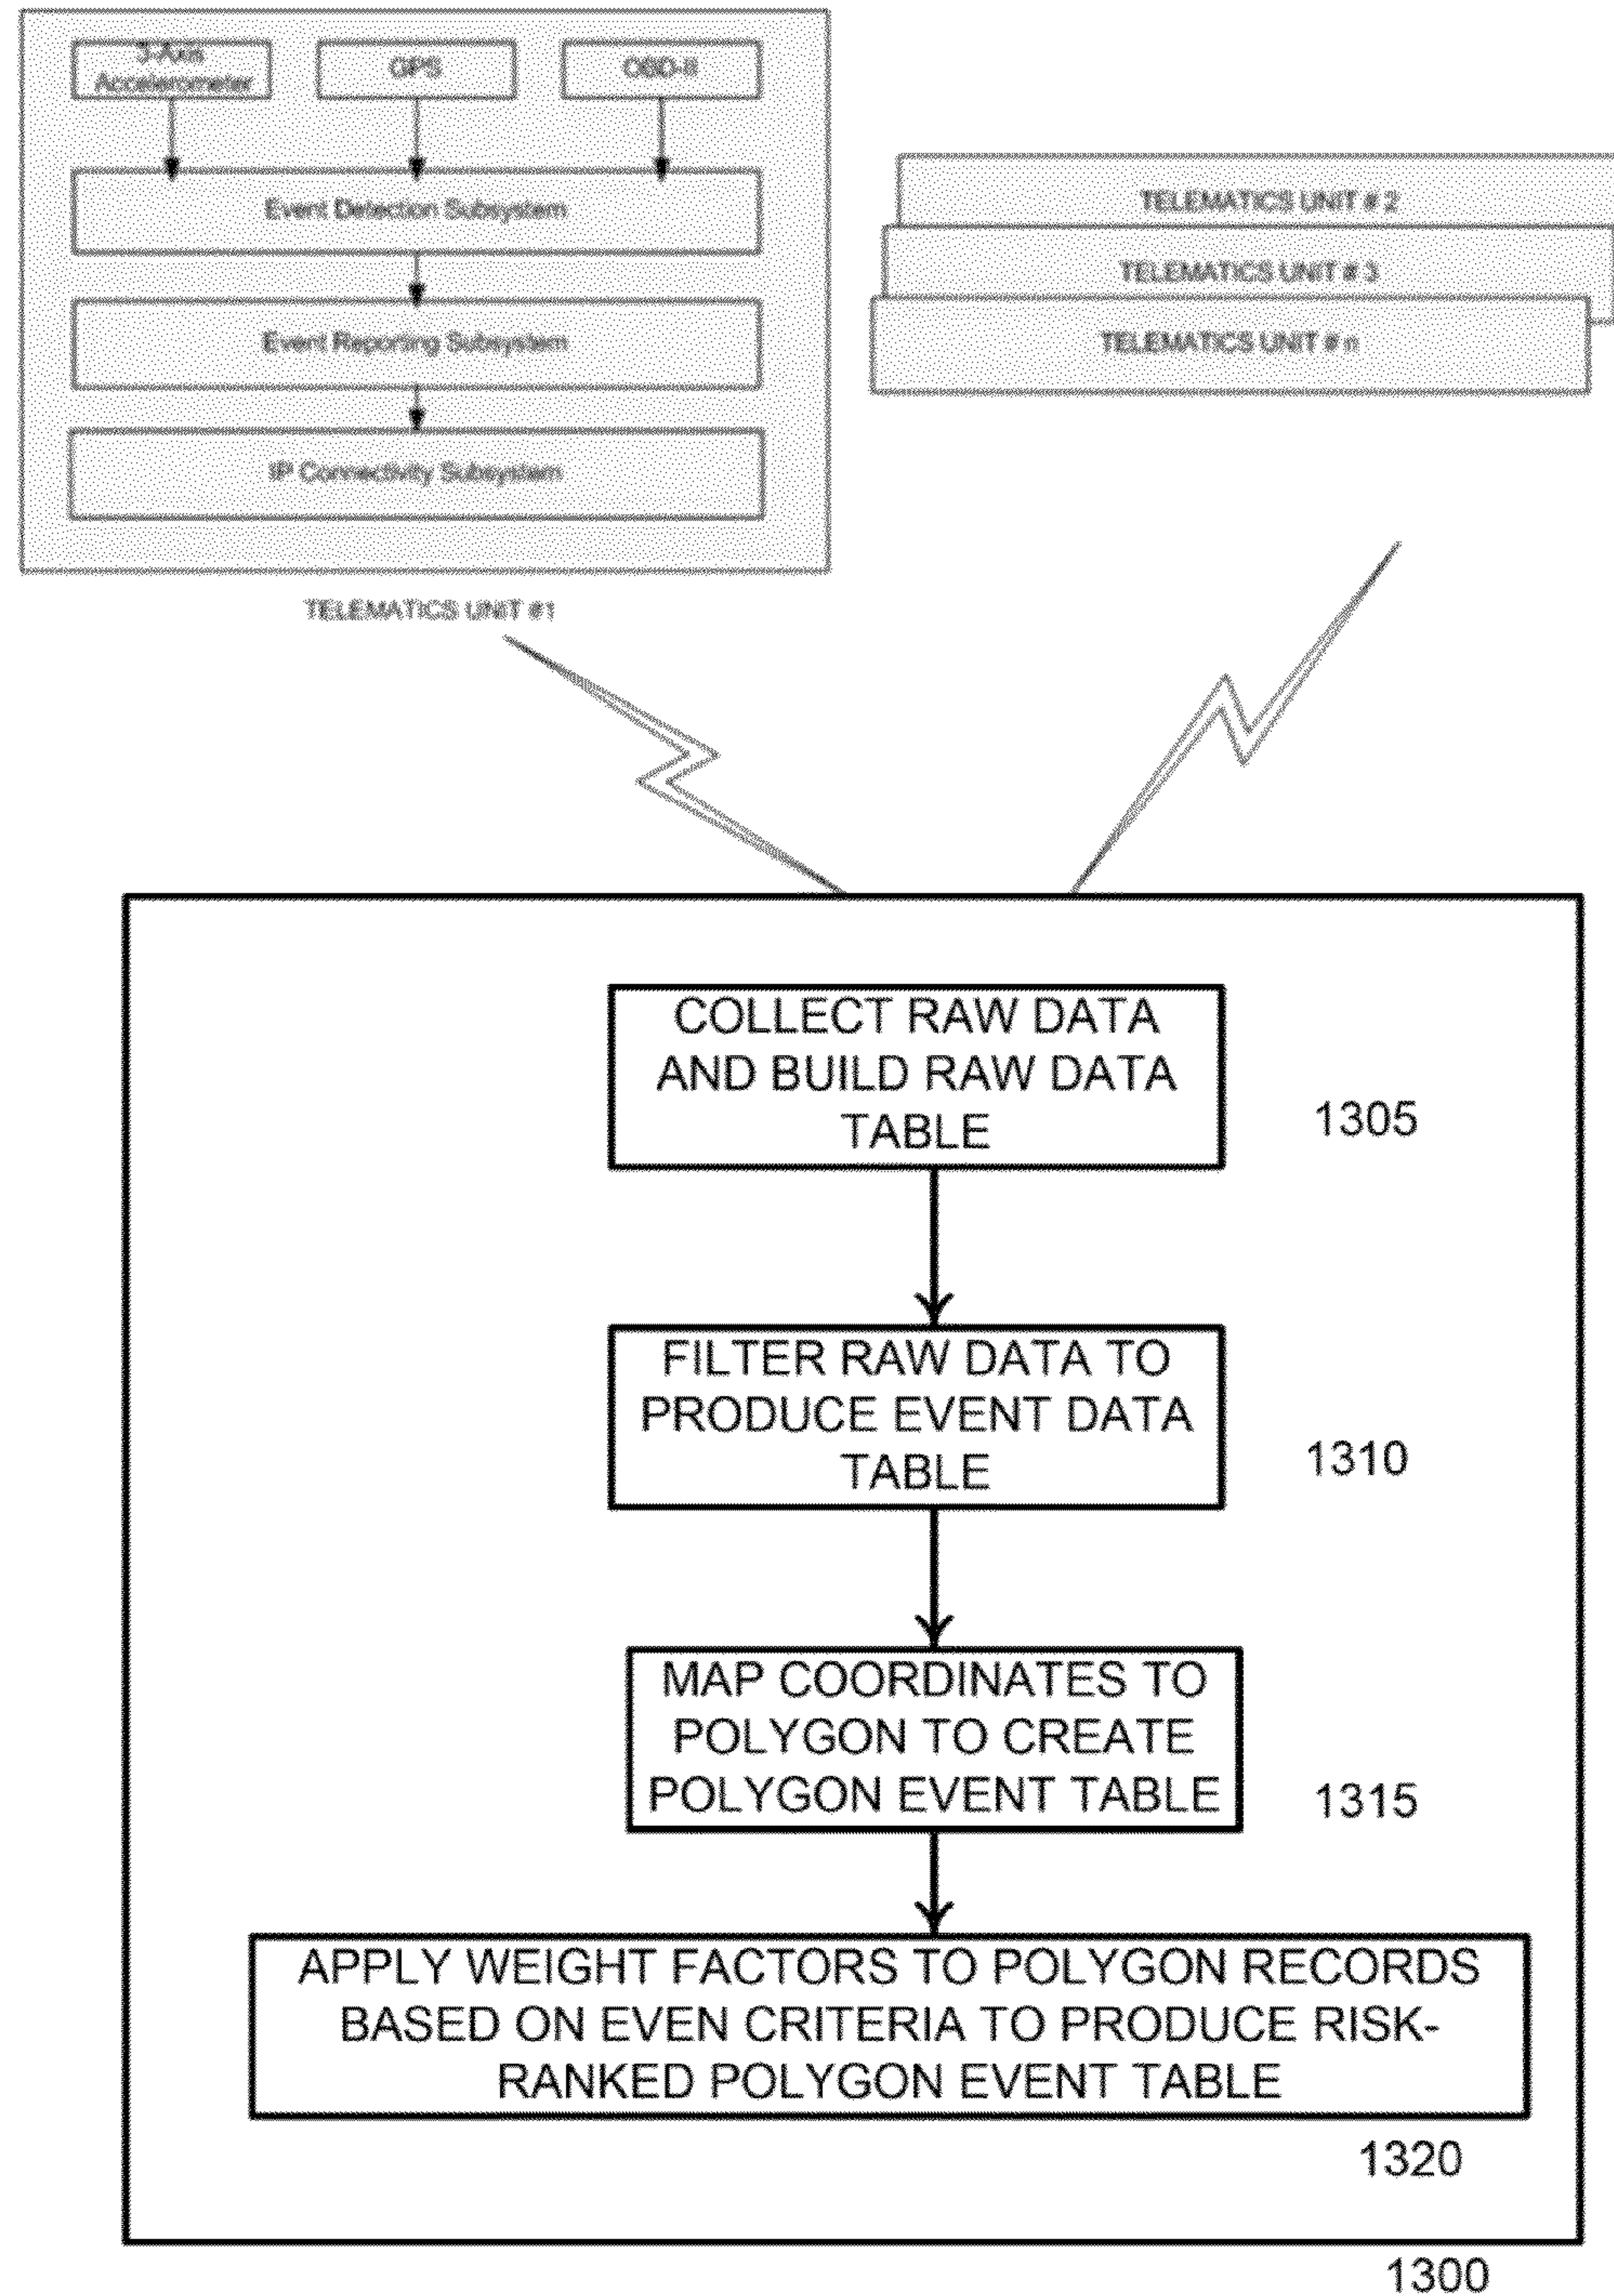 3-Axis
Accelerometer
GPS
OBD-II
Event Detection Subsystem
Event Reporting Subsystem
IP Connectivity Subsystem
TELEMATICS UNIT #1
TELEMATICS UNIT # 2
TELEMATICS UNIT # 3
TELEMATICS UNIT # n
COLLECT RAW DATA
AND BUILD RAW DATA
TABLE
1305
FILTER RAW DATA TO
PRODUCE EVENT DATA
TABLE
1310
MAP COORDINATES TO
POLYGON TO CREATE
POLYGON EVENT TABLE
1315
APPLY WEIGHT FACTORS TO POLYGON RECORDS
BASED ON EVEN CRITERIA TO PRODUCE RISK-
RANKED POLYGON EVENT TABLE
1320
1300